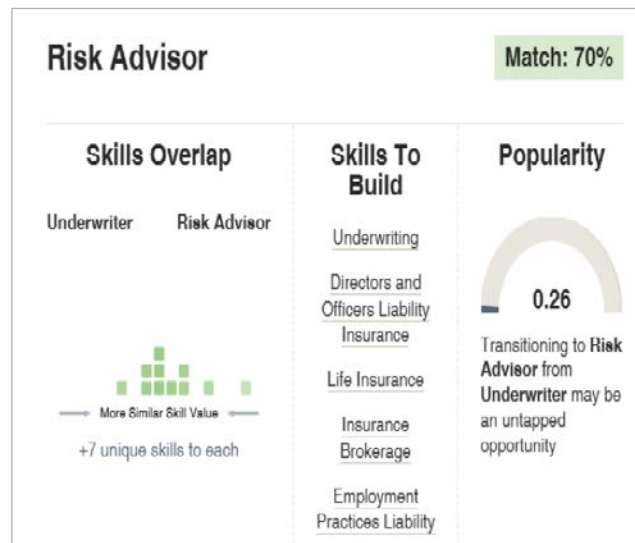 Risk Advisor
Match: 70%
Skills Overlap
Underwriter
Risk Advisor
More Similar Skill Value
+7 unique skills to each
Skills To
Build
Underwriting
Directors and
Officers Liability
Insurance
Life Insurance
Insurance
Brokerage
Employment
Practices Liability
Popularity
0.26
Transitioning to Risk
Advisor from
Underwriter may be
an untapped
opportunity